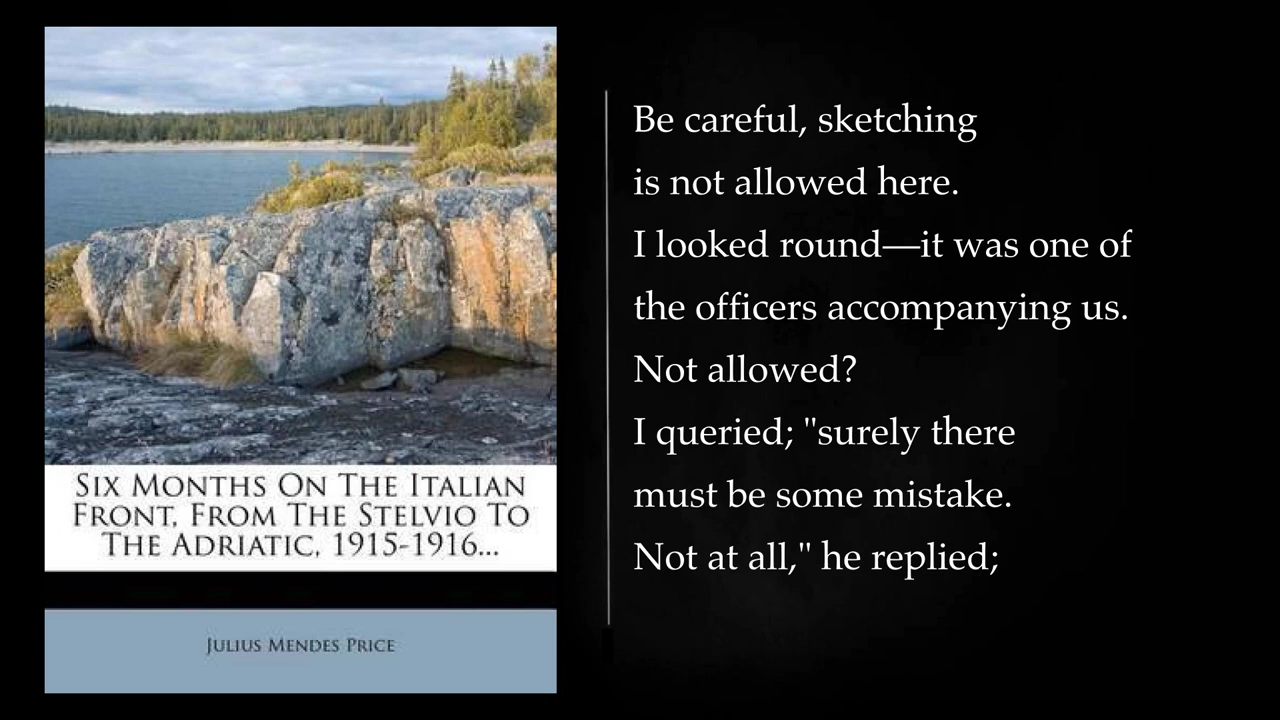 Six Months On The Italian
Front, From The Stelvio To
The Adriatic, 1915-1916...
Julius Mendes Price
Be careful, sketching
is not allowed here.
I looked round—it was one of
the officers accompanying us.
Not allowed?
I queried; "surely there
must be some mistake.
Not at all," he replied;